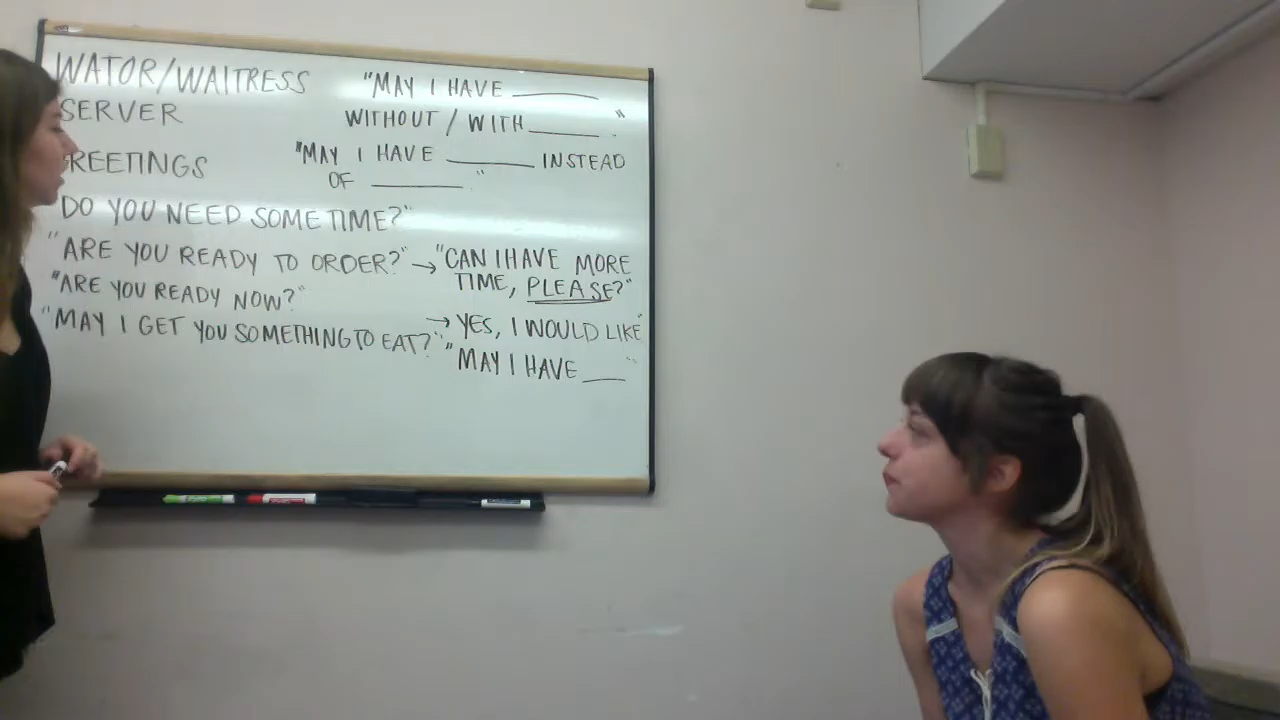 WATOR/WAITRESS
SERVER
"MAY I HAVE ______
WITHOUT / WITH ______."
GREETINGS
"MAY I HAVE ______ INSTEAD
OF ______."
"DO YOU NEED SOME TIME?"
"ARE YOU READY TO ORDER?" → "CAN I HAVE MORE
TIME, PLEASE?"
"ARE YOU READY NOW?"
"MAY I GET YOU SOMETHING TO EAT?"
→ YES, I WOULD LIKE"
"MAY I HAVE ____"